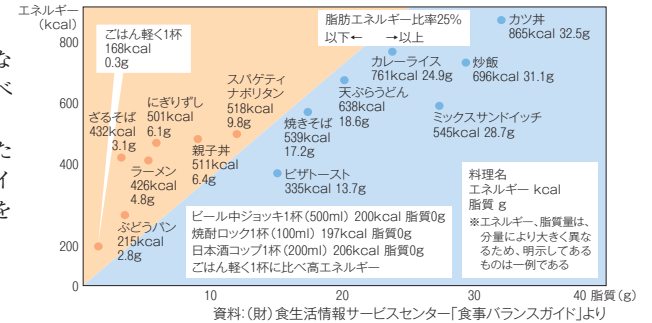 エネルギー
(kcal)
800
600
400
200
0
10
20
30
40 脂質(g)
な
べ
た
イ
を
ごはん軽く1杯
168kcal
0.3g
脂肪エネルギー比率25%
以下← →以上
カツ丼
865kcal 32.5g
カレーライス
761kcal 24.9g
炒飯
696kcal 31.1g
スパゲティ
ナポリタン
518kcal
9.8g
天ぷらうどん
638kcal
18.6g
にぎりずし
501kcal
6.1g
ざるそば
432kcal
3.1g
焼きそば
539kcal
17.2g
ミックスサンドイッチ
545kcal 28.7g
親子丼
511kcal
6.4g
ラーメン
426kcal
4.8g
ピザトースト
335kcal 13.7g
ぶどうパン
215kcal
2.8g
料理名
エネルギー kcal
脂質 g
※エネルギー、脂質量は、
分量により大きく異な
るため、明示してある
ものは一例である
ビール中ジョッキ1杯(500ml) 200kcal 脂質0g
焼酎ロック1杯(100ml) 197kcal 脂質0g
日本酒コップ1杯(200ml) 206kcal 脂質0g
ごはん軽く1杯に比べ高エネルギー
資料:(財)食生活情報サービスセンター「食事バランスガイド」より